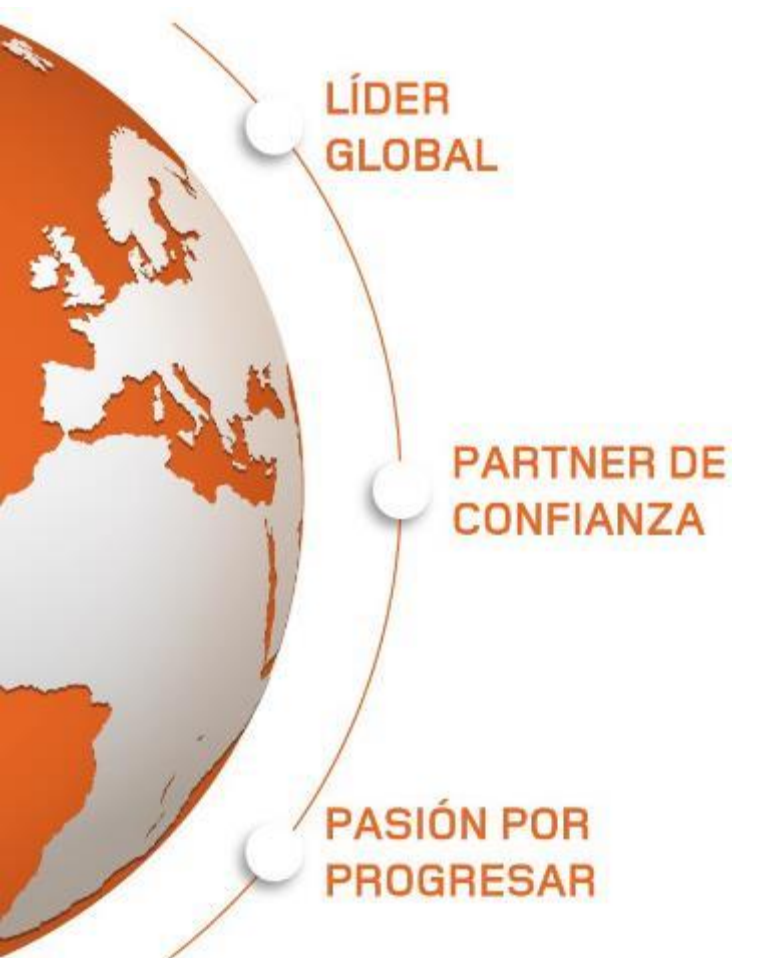 LÍDER
GLOBAL
PARTNER DE
CONFIANZA
PASIÓN POR
PROGRESAR